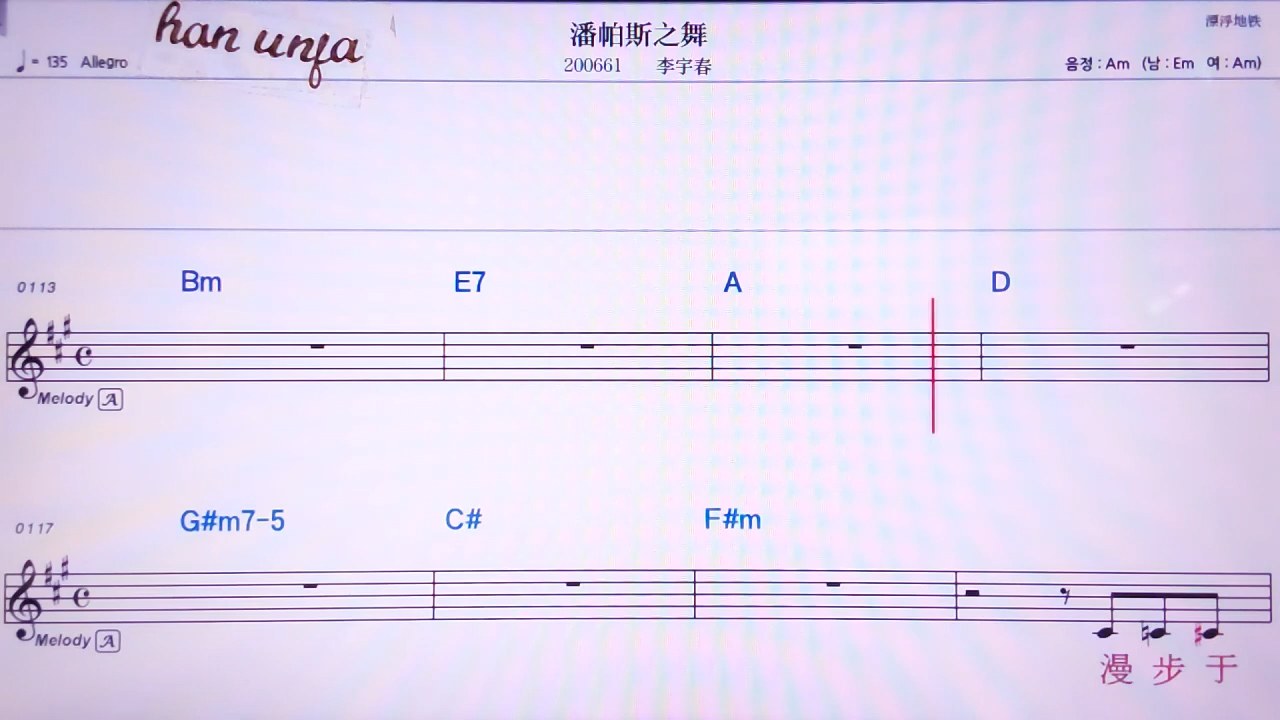 han unfa
潘帕斯之舞
漂浮地铁
♩= 135 Allegro
200661 李宇春
음정 : Am (남 : Em 여 : Am)
0113 Bm E7 A D
Melody A
0117 G#m7-5 C# F#m
Melody A
漫 步 于